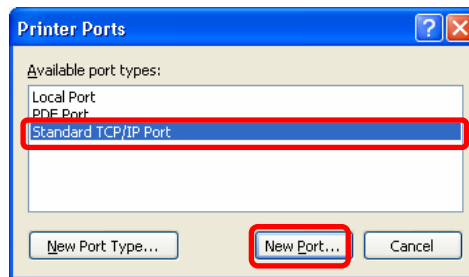 Printer Ports
Available port types:
Local Port
PDF Port
Standard TCP/IP Port
New Port Type...
New Port...
Cancel